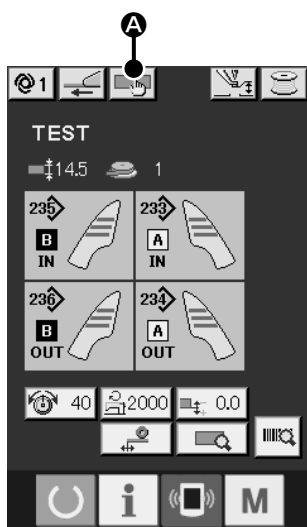 A
1
TEST
14.5 1
235 233
B A
IN IN
236 234
B A
OUT OUT
40 2000 0.0
i M